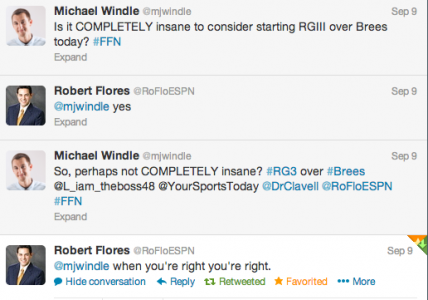 Michael Windle @mjwindle Sep 9
Is it COMPLETELY insane to consider starting RGIII over Brees
today? #FFN
Expand
Robert Flores @RoFloESPN Sep 9
@mjwindle yes
Expand
Michael Windle @mjwindle Sep 9
So, perhaps not COMPLETELY insane? #RG3 over #Brees
@L_iam_theboss48 @YourSportsToday @DrClavell @RoFloESPN
#FFN
Expand
Robert Flores @RoFloESPN Sep 9
@mjwindle when you're right you're right.
Hide conversation Reply Retweeted Favorited More